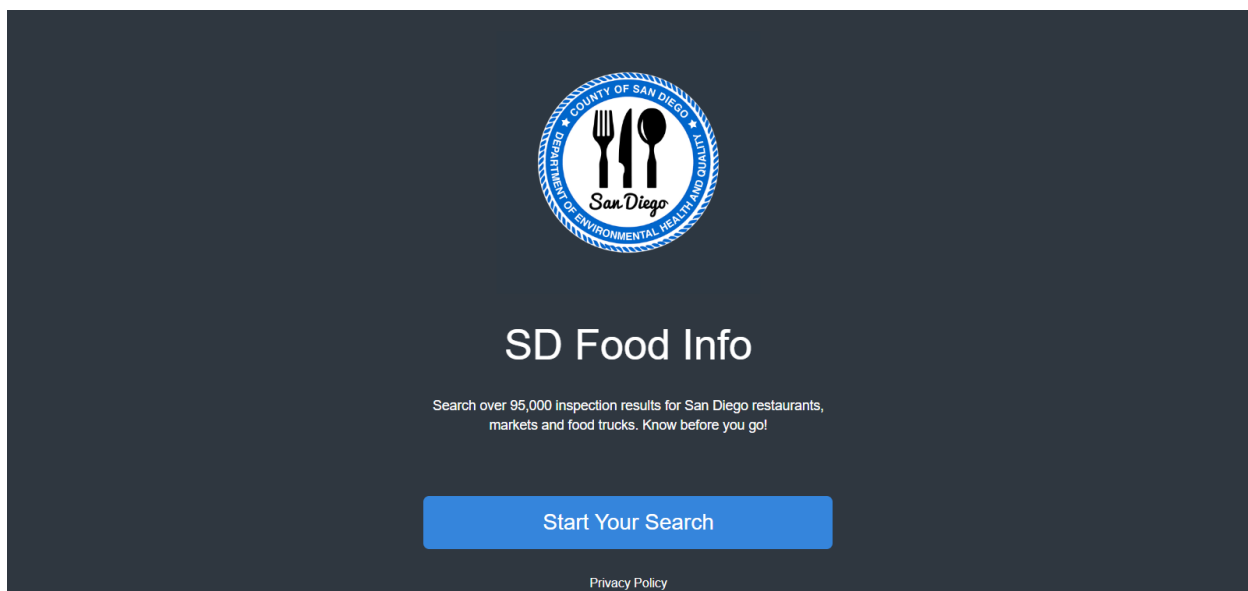 COUNTY OF SAN DIEGO
DEPARTMENT OF ENVIRONMENTAL HEALTH AND QUALITY
San Diego
SD Food Info
Search over 95,000 inspection results for San Diego restaurants,
markets and food trucks. Know before you go!
Start Your Search
Privacy Policy